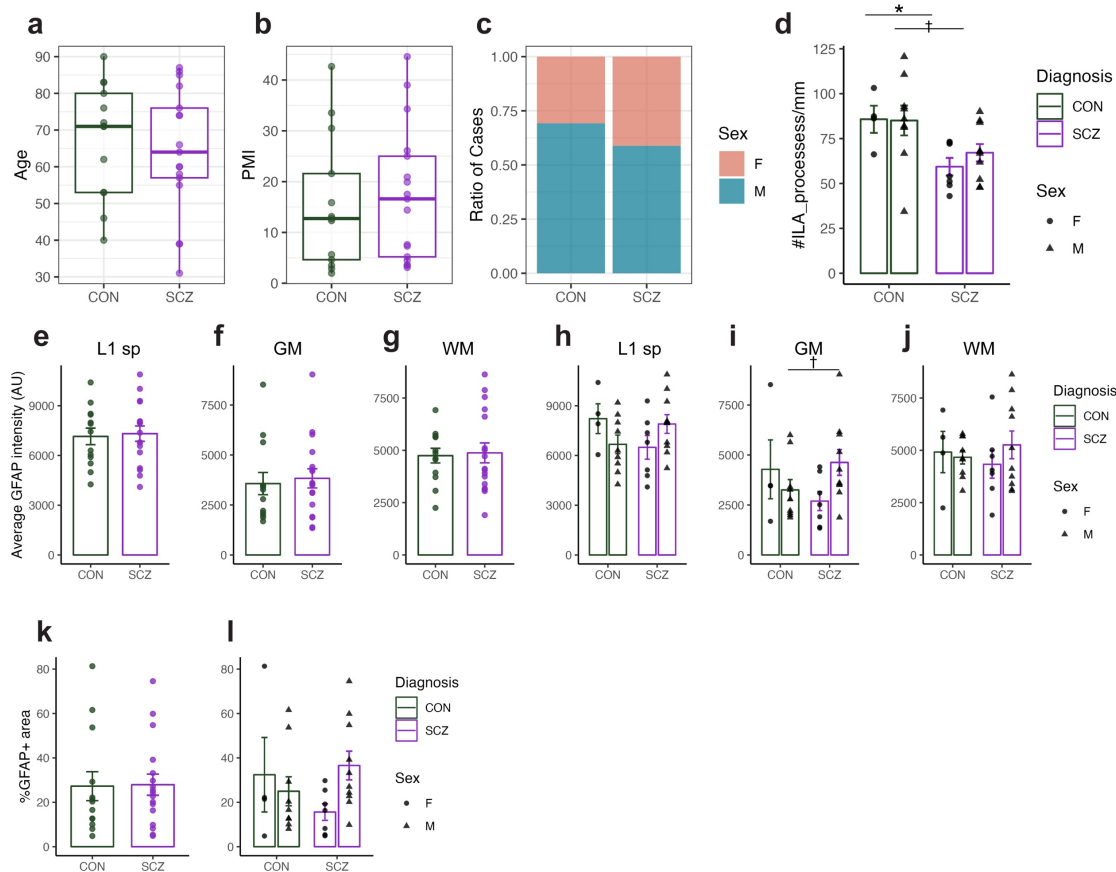 a
Age
90
80
70
60
50
40
30
CON
SCZ
b
PMI
40
30
20
10
0
CON
SCZ
c
Ratio of Cases
1.00
0.75
0.50
0.25
0.00
CON
SCZ
Sex
F
M
d
*
†
#ILA_processess/mm
125
100
75
50
25
0
CON
SCZ
Diagnosis
CON
SCZ
Sex
F
M
e
L1 sp
Average GFAP intensity (AU)
9000
6000
3000
0
CON
SCZ
f
GM
7500
5000
2500
0
CON
SCZ
g
WM
7500
5000
2500
0
CON
SCZ
h
L1 sp
9000
6000
3000
0
CON
SCZ
i
GM
†
7500
5000
2500
0
CON
SCZ
j
WM
7500
5000
2500
0
CON
SCZ
Diagnosis
CON
SCZ
Sex
F
M
k
%GFAP+ area
80
60
40
20
0
CON
SCZ
l
80
60
40
20
0
CON
SCZ
Diagnosis
CON
SCZ
Sex
F
M